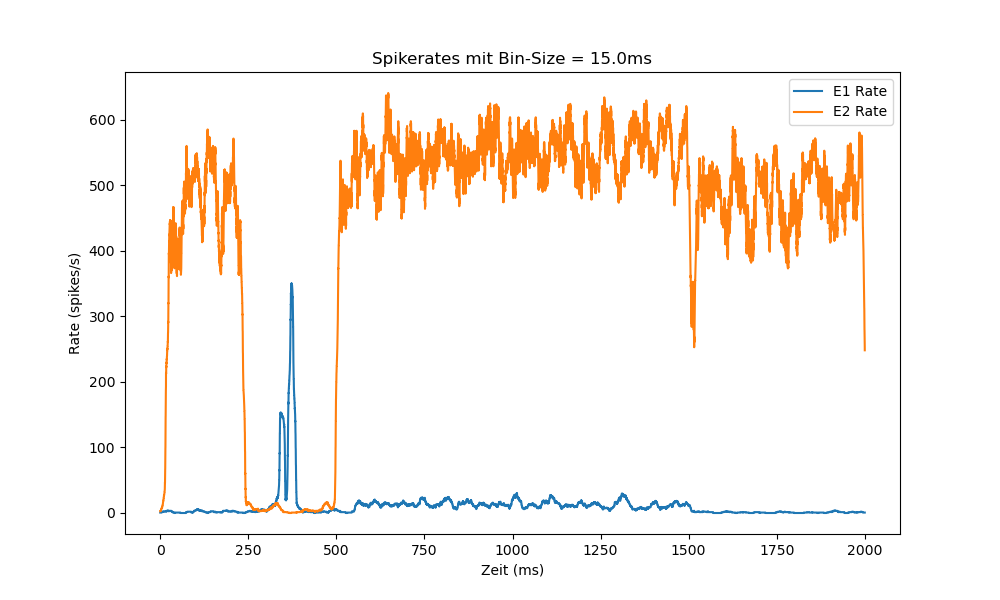 Spikerates mit Bin-Size = 15.0ms
E1 Rate
E2 Rate
Rate (spikes/s)
600
500
400
300
200
100
0
0 250 500 750 1000 1250 1500 1750 2000
Zeit (ms)